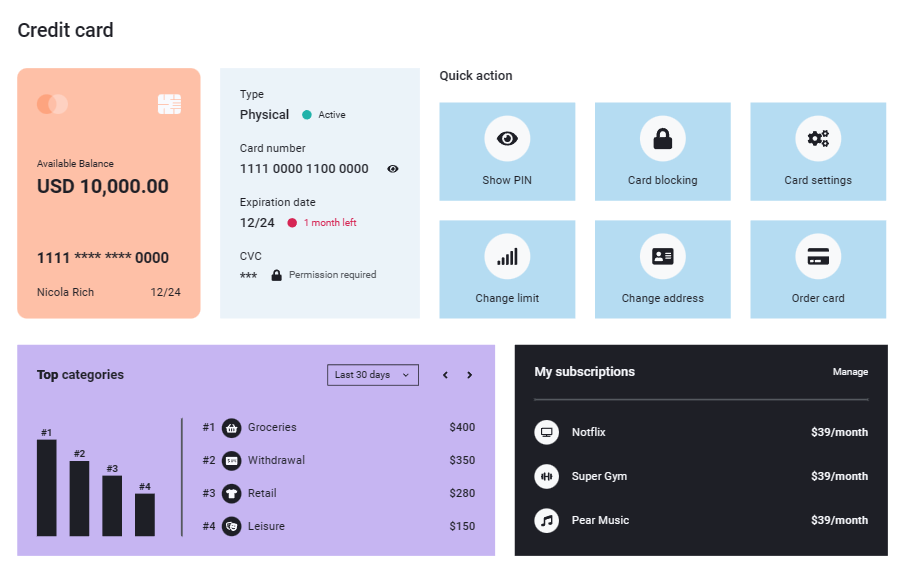 Credit card
Available Balance
USD 10,000.00
1111 **** **** 0000
Nicola Rich 12/24
Type
Physical Active
Card number
1111 0000 1100 0000
Expiration date
12/24 1 month left
CVC
*** Permission required
Quick action
Show PIN Card blocking Card settings
Change limit Change address Order card
Top categories Last 30 days
#1
#2
#3
#4
#1 Groceries $400
#2 Withdrawal $350
#3 Retail $280
#4 Leisure $150
My subscriptions Manage
Notflix $39/month
Super Gym $39/month
Pear Music $39/month